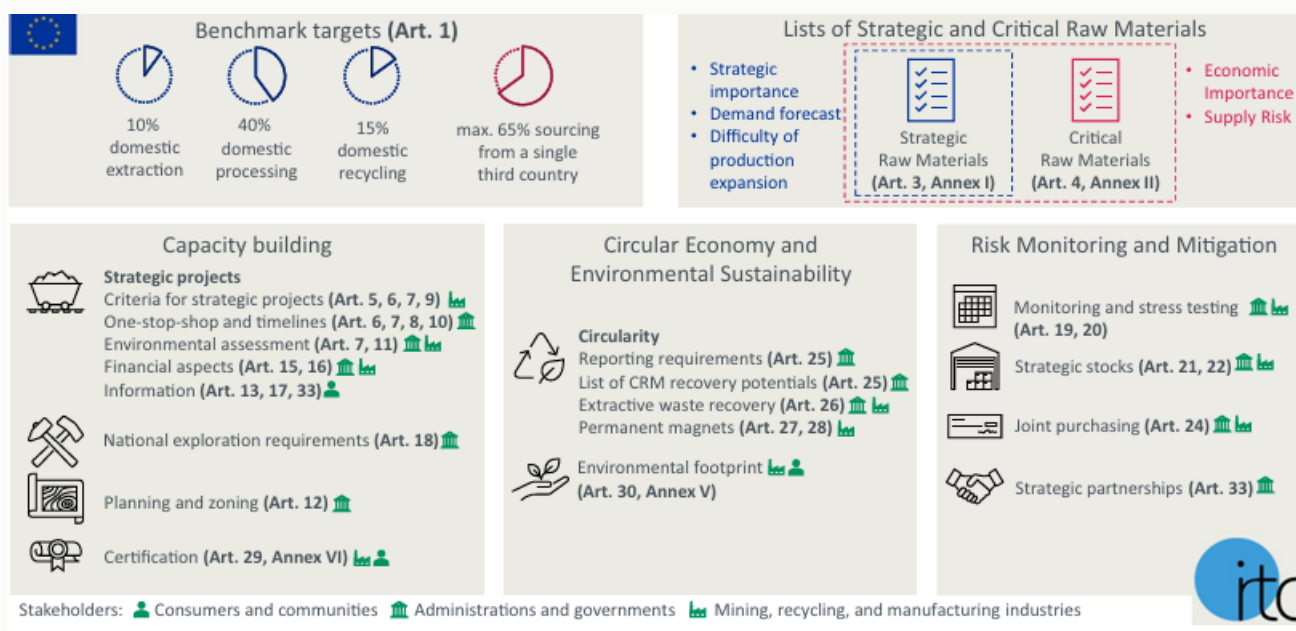 Benchmark targets (Art. 1)
10%
domestic
extraction
40%
domestic
processing
15%
domestic
recycling
max. 65% sourcing
from a single
third country
Lists of Strategic and Critical Raw Materials
• Strategic
importance
• Demand forecast
• Difficulty of
production
expansion
Strategic
Raw Materials
(Art. 3, Annex I)
Critical
Raw Materials
(Art. 4, Annex II)
• Economic
Importance
• Supply Risk
Capacity building
Strategic projects
Criteria for strategic projects (Art. 5, 6, 7, 9)
One-stop-shop and timelines (Art. 6, 7, 8, 10)
Environmental assessment (Art. 7, 11)
Financial aspects (Art. 15, 16)
Information (Art. 13, 17, 33)
National exploration requirements (Art. 18)
Planning and zoning (Art. 12)
Certification (Art. 29, Annex VI)
Circular Economy and
Environmental Sustainability
Circularity
Reporting requirements (Art. 25)
List of CRM recovery potentials (Art. 25)
Extractive waste recovery (Art. 26)
Permanent magnets (Art. 27, 28)
Environmental footprint
(Art. 30, Annex V)
Risk Monitoring and Mitigation
Monitoring and stress testing
(Art. 19, 20)
Strategic stocks (Art. 21, 22)
Joint purchasing (Art. 24)
Strategic partnerships (Art. 33)
Stakeholders: Consumers and communities Administrations and governments Mining, recycling, and manufacturing industries